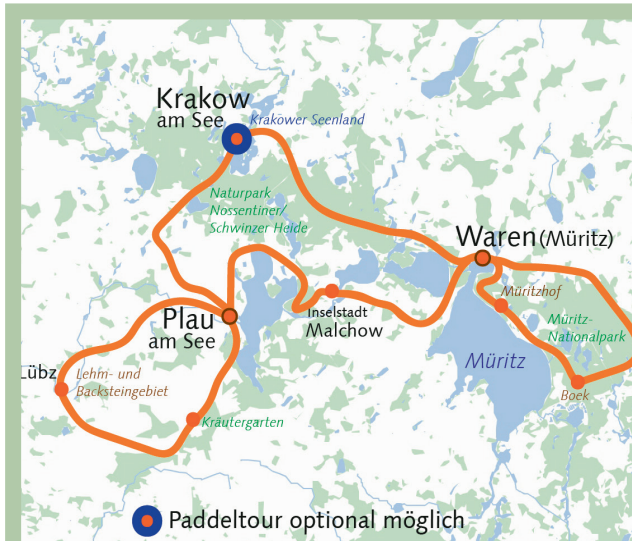 Krakow
am See
Krakower Seenland
Naturpark
Nossentiner/
Schwinzer Heide
Waren (Müritz)
Müritzhof
Plau
am See
Inselstadt
Malchow
Müritz-
Nationalpark
Müritz
Lübz
Lehm- und
Backsteingebiet
Boek
Kräutergarten
Paddeltour optional möglich